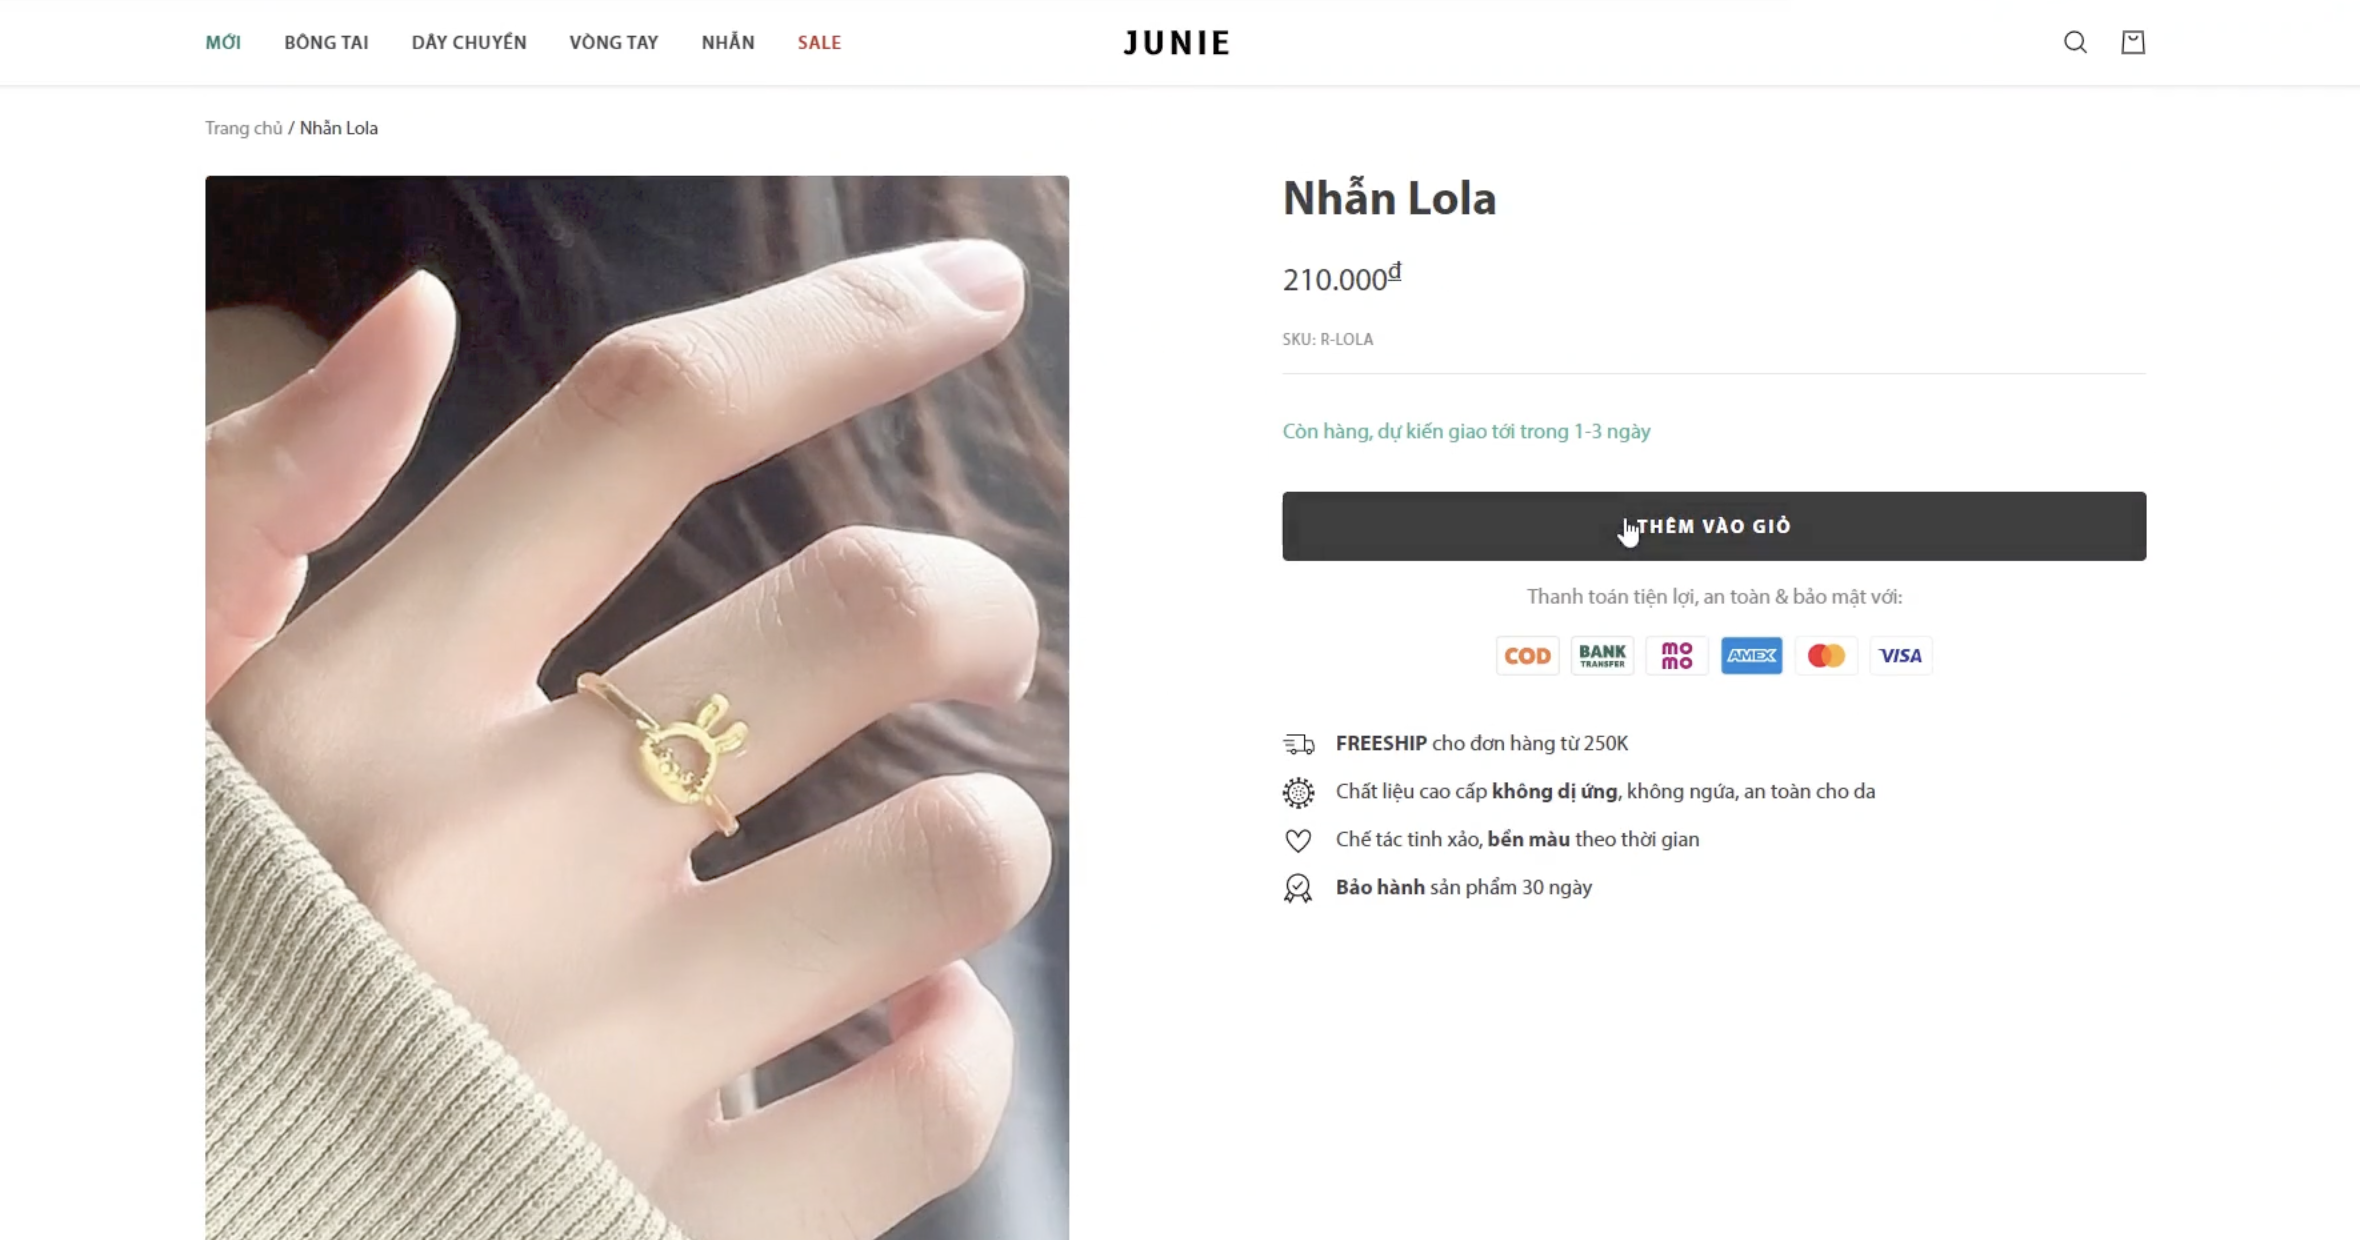 MỚI BÔNG TAI DÂY CHUYỀN VÒNG TAY NHẪN SALE JUNIE
Trang chủ / Nhẫn Lola
Nhẫn Lola
210.000₫
SKU: R-LOLA
Còn hàng, dự kiến giao tới trong 1-3 ngày
THÊM VÀO GIỎ
Thanh toán tiện lợi, an toàn & bảo mật với:
COD BANK TRANSFER MOMO AMEX VISA
FREESHIP cho đơn hàng từ 250K
Chất liệu cao cấp không dị ứng, không ngứa, an toàn cho da
Chế tác tinh xảo, bền màu theo thời gian
Bảo hành sản phẩm 30 ngày